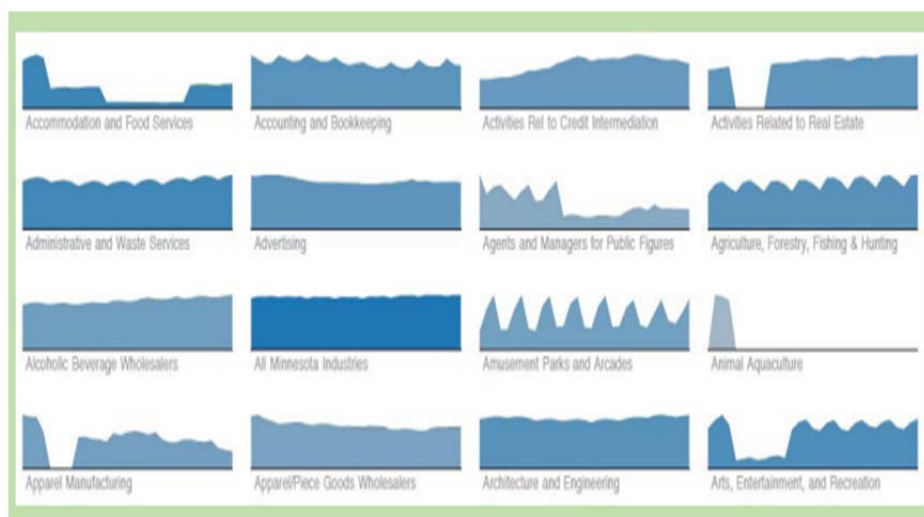 Accommodation and Food Services
Accounting and Bookkeeping
Activities Rel to Credit Intermediation
Activities Related to Real Estate
Administrative and Waste Services
Advertising
Agents and Managers for Public Figures
Agriculture, Forestry, Fishing & Hunting
Alcoholic Beverage Wholesalers
All Minnesota Industries
Amusement Parks and Arcades
Animal Aquaculture
Apparel Manufacturing
Apparel/Piece Goods Wholesalers
Architecture and Engineering
Arts, Entertainment, and Recreation